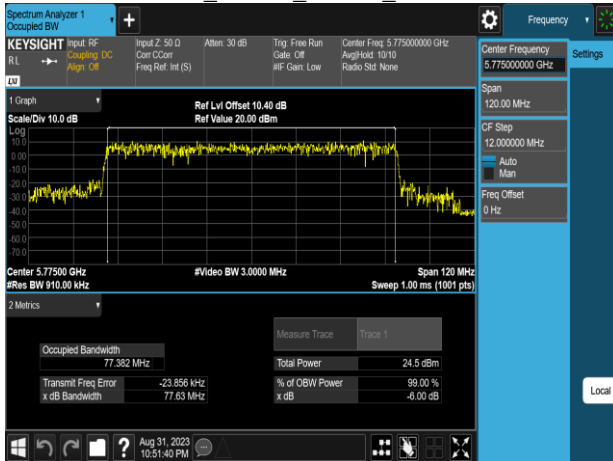 Spectrum Analyzer 1
Occupied BW
Frequency
KEYSIGHT
RL
Input: RF
Coupling: DC
Align: Off
Input Z: 50 Ω
Corr CCorr
Freq Ref: Int (S)
Atten: 30 dB
Trig: Free Run
Gate: Off
#IF Gain: Low
Center Freq: 5.775000000 GHz
Avg|Hold: 10/10
Radio Std: None
LXI
Center Frequency
5.775000000 GHz
Settings
Span
120.00 MHz
CF Step
12.000000 MHz
Auto
Man
Freq Offset
0 Hz
1 Graph
Scale/Div 10.0 dB
Ref Lvl Offset 10.40 dB
Ref Value 20.00 dBm
Log
10.0
0.00
-10.0
-20.0
-30.0
-40.0
-50.0
-60.0
-70.0
Center 5.77500 GHz
#Res BW 910.00 kHz
#Video BW 3.0000 MHz
Span 120 MHz
Sweep 1.00 ms (1001 pts)
2 Metrics
Measure Trace Trace 1
Occupied Bandwidth
77.382 MHz
Total Power 24.5 dBm
Transmit Freq Error -23.856 kHz
% of OBW Power 99.00 %
x dB Bandwidth 77.63 MHz
x dB -6.00 dB
Local
Aug 31, 2023
10:51:40 PM